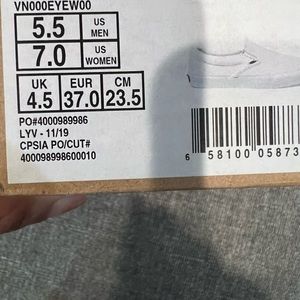 VN000EYEW00
5.5 US MEN
7.0 US WOMEN
UK EUR CM
4.5 37.0 23.5
PO#4000989986
LYV - 11/19
CPSIA PO/CUT#
400098998600010
6 58100 05873